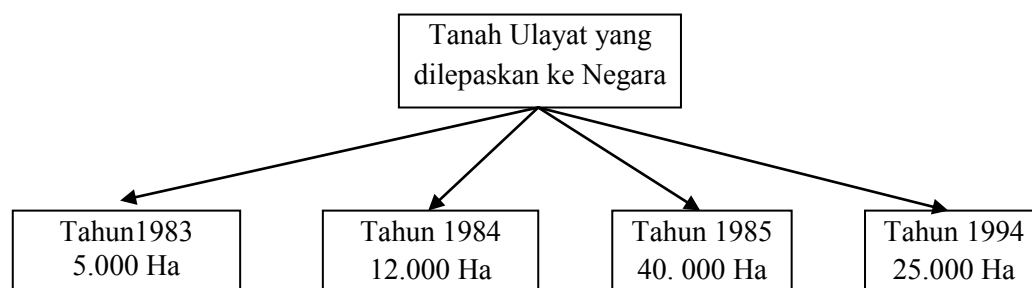 Tanah Ulayat yang
dilepaskan ke Negara
Tahun1983
5.000 Ha
Tahun 1984
12.000 Ha
Tahun 1985
40. 000 Ha
Tahun 1994
25.000 Ha